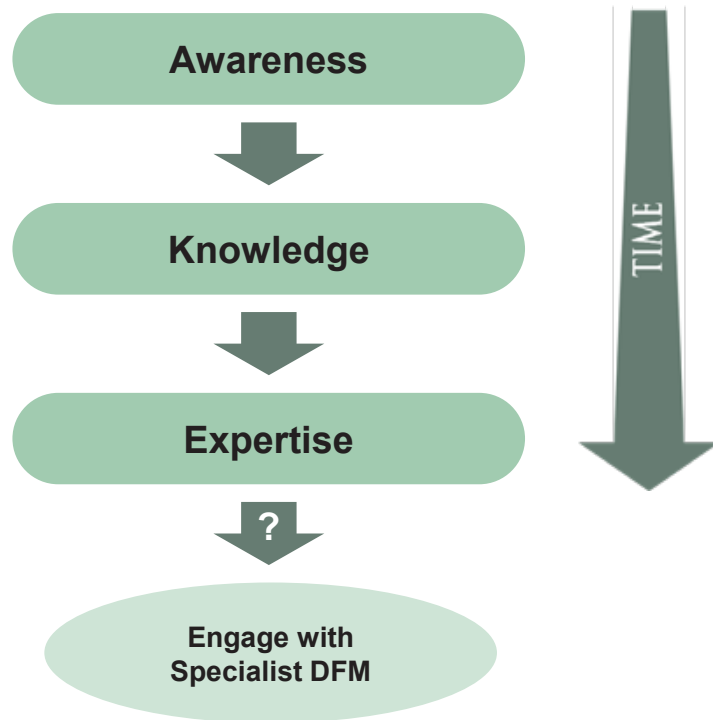 Awareness
Knowledge
TIME
Expertise
?
Engage with
Specialist DFM